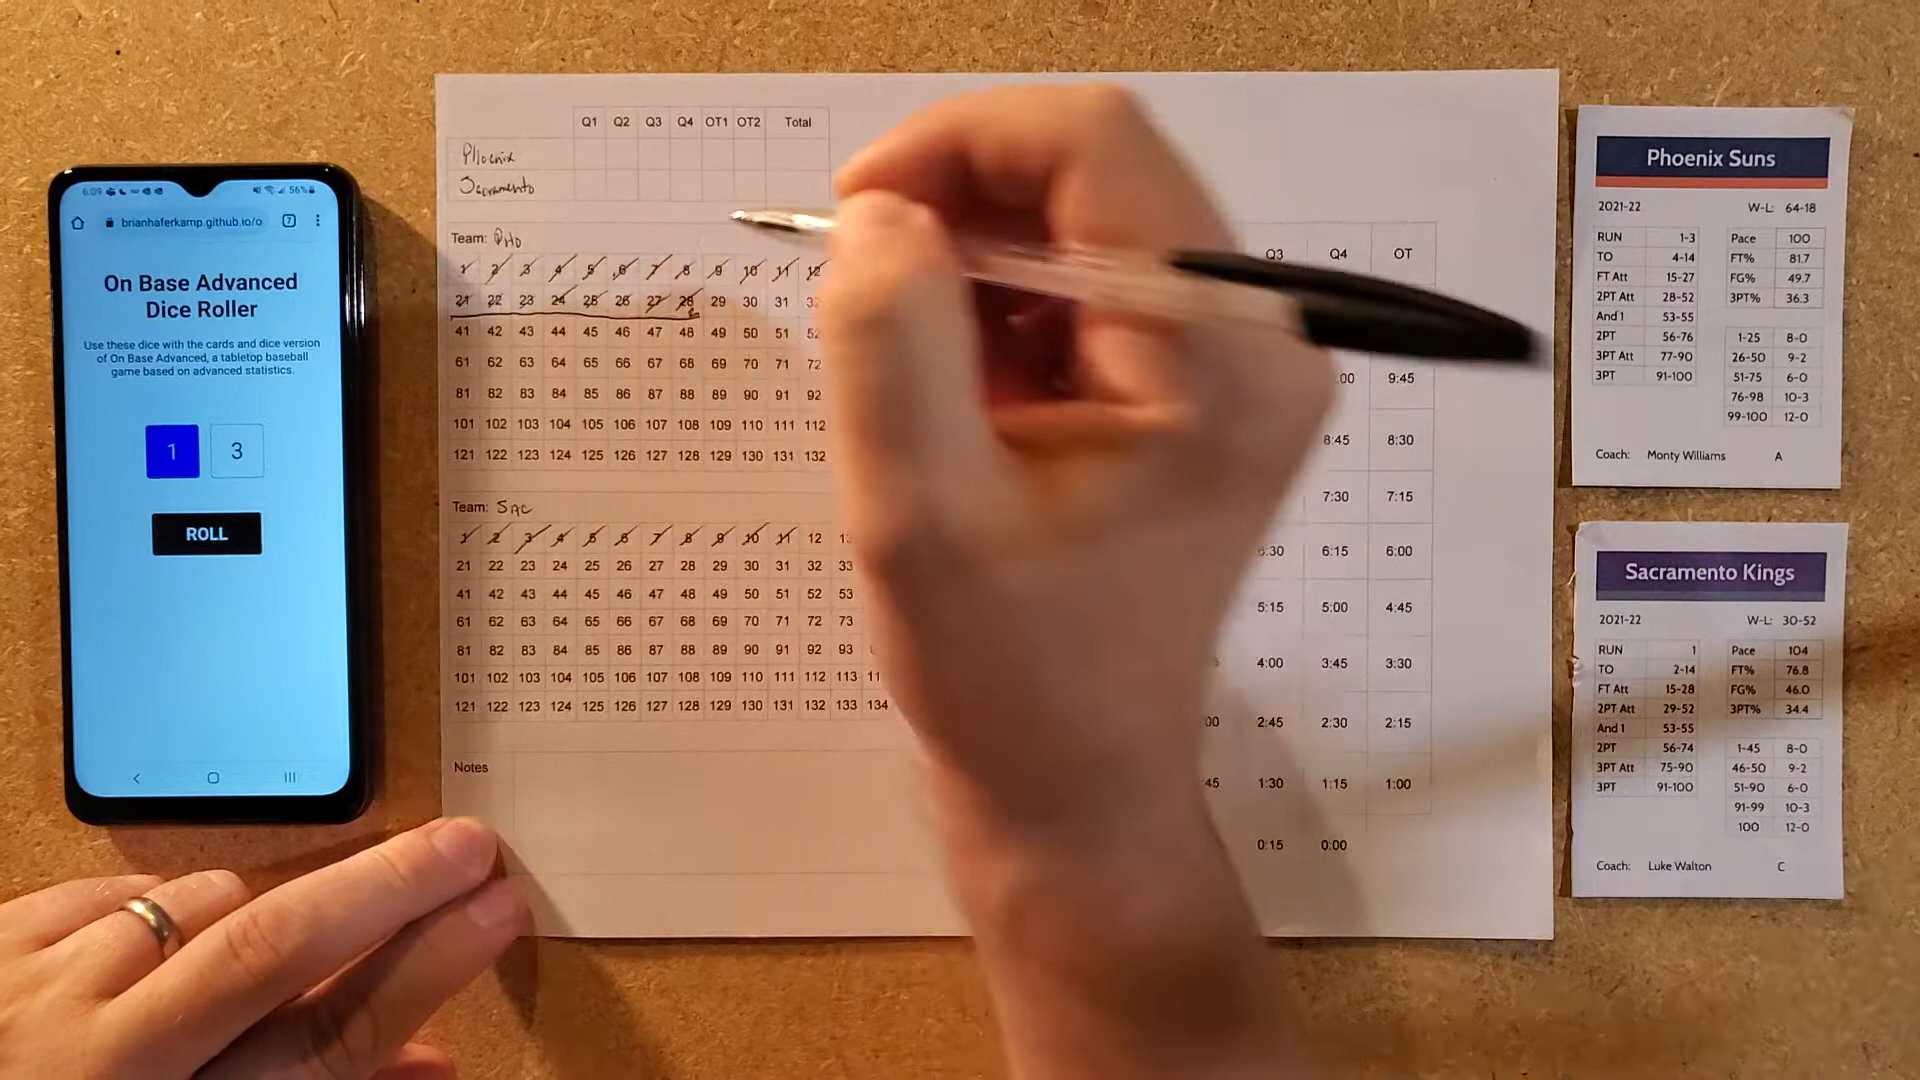 6:09 56%
brianhaferkamp.github.io/o 7
On Base Advanced
Dice Roller
Use these dice with the cards and dice version
of On Base Advanced, a tabletop baseball
game based on advanced statistics.
1 3
ROLL
Q1 Q2 Q3 Q4 OT1 OT2 Total
Phoenix
Sacramento
Team: PHO
1 2 3 4 5 6 7 8 9 10 11 12
21 22 23 24 25 26 27 28 29 30 31
41 42 43 44 45 46 47 48 49 50 51 52
61 62 63 64 65 66 67 68 69 70 71 72
81 82 83 84 85 86 87 88 89 90 91 92
101 102 103 104 105 106 107 108 109 110 111 112
121 122 123 124 125 126 127 128 129 130 131 132
Team: SAC
1 2 3 4 5 6 7 8 9 10 11 12
21 22 23 24 25 26 27 28 29 30 31 32 33
41 42 43 44 45 46 47 48 49 50 51 52 53
61 62 63 64 65 66 67 68 69 70 71 72 73
81 82 83 84 85 86 87 88 89 90 91 92 93
101 102 103 104 105 106 107 108 109 110 111 112 113
121 122 123 124 125 126 127 128 129 130 131 132 133 134
Notes
Q3 Q4 OT
9:45
8:45 8:30
7:30 7:15
6:30 6:15 6:00
5:15 5:00 4:45
4:00 3:45 3:30
2:45 2:30 2:15
1:30 1:15 1:00
0:15 0:00
Phoenix Suns
2021-22 W-L: 64-18
RUN 1-3 Pace 100
TO 4-14 FT% 81.7
FT Att 15-27 FG% 49.7
2PT Att 28-52 3PT% 36.3
And 1 53-55
2PT 56-76 1-25 8-0
3PT Att 77-90 26-50 9-2
3PT 91-100 51-75 6-0
76-98 10-3
99-100 12-0
Coach: Monty Williams A
Sacramento Kings
2021-22 W-L: 30-52
RUN 1 Pace 104
TO 2-14 FT% 76.8
FT Att 15-28 FG% 46.0
2PT Att 29-52 3PT% 34.4
And 1 53-55
2PT 56-74 1-45 8-0
3PT Att 75-90 46-50 9-2
3PT 91-100 51-90 6-0
91-99 10-3
100 12-0
Coach: Luke Walton C